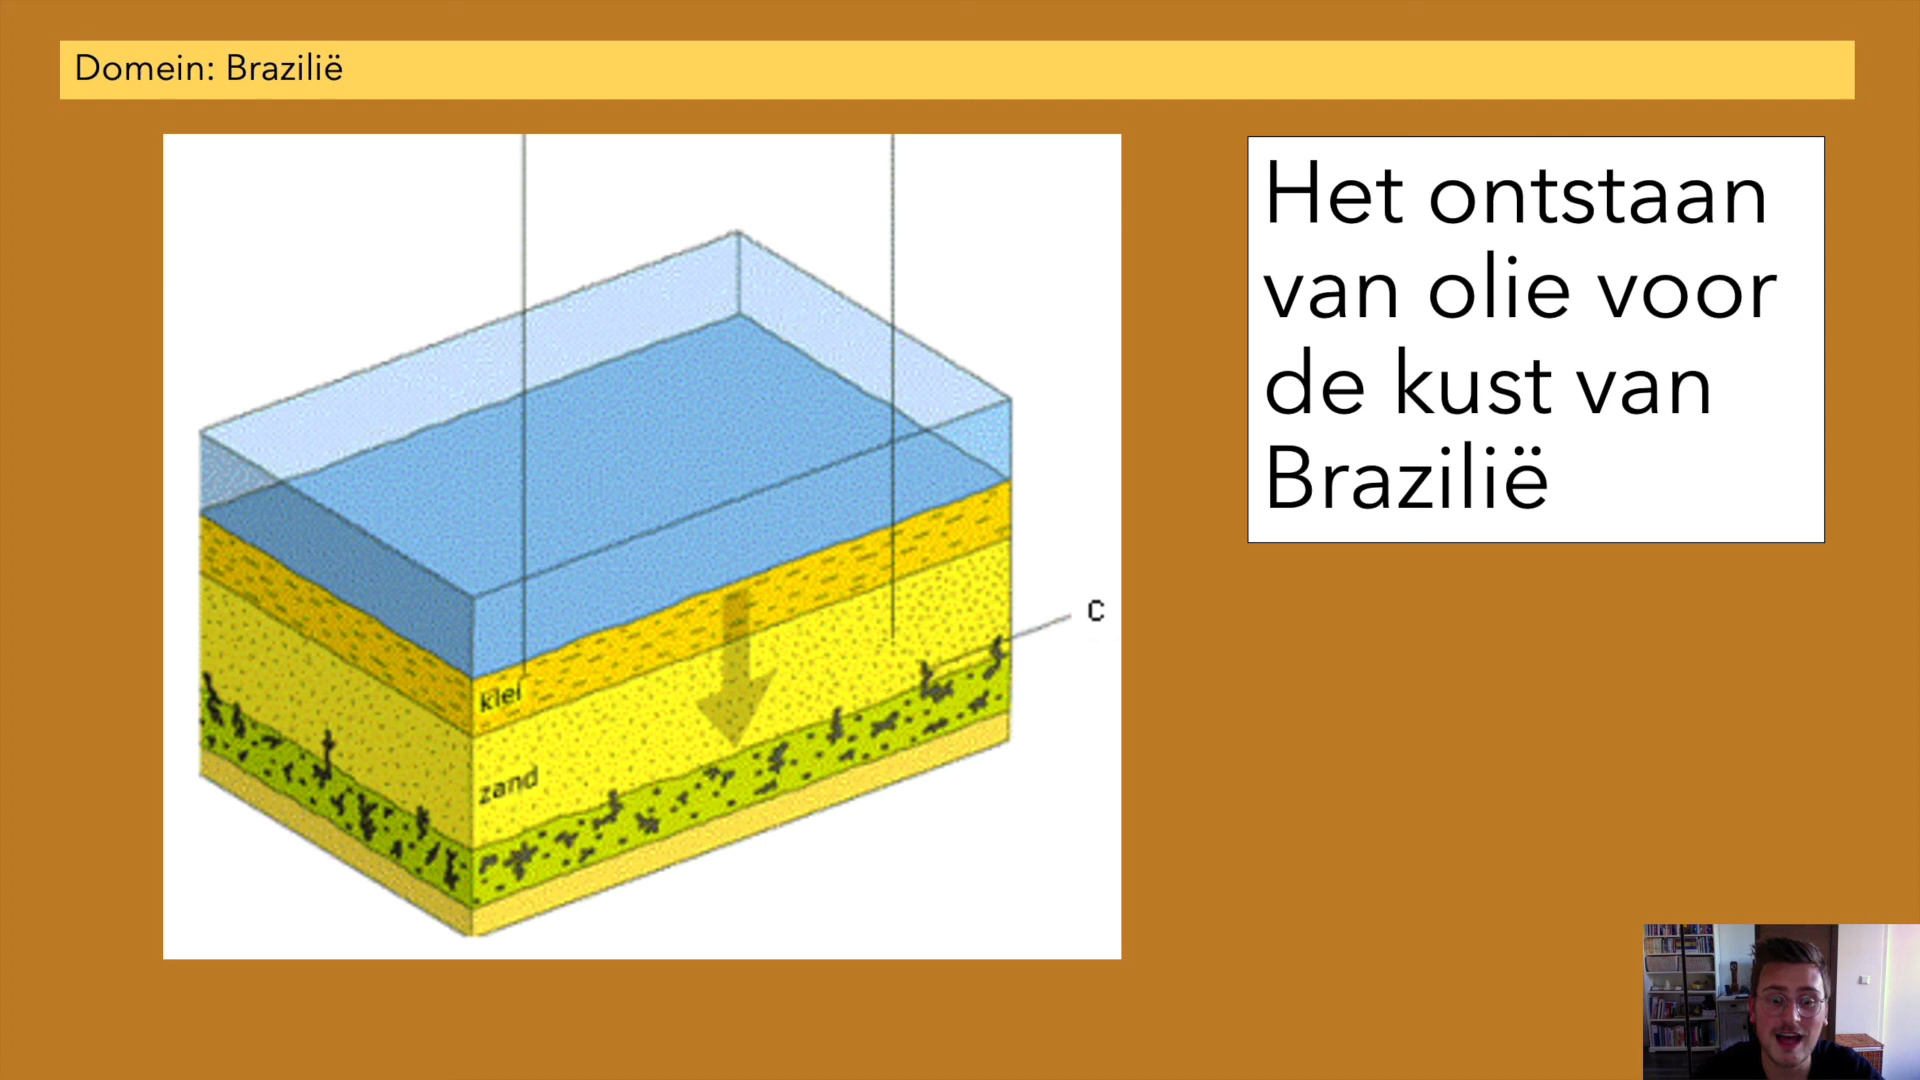 Domein: Brazilië
Het ontstaan
van olie voor
de kust van
Brazilië
C
klei
zand